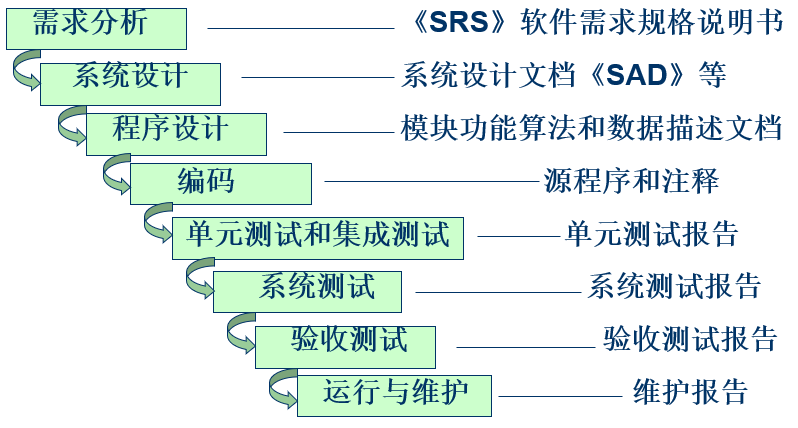 需求分析 《SRS》软件需求规格说明书
系统设计 系统设计文档《SAD》等
程序设计 模块功能算法和数据描述文档
编码 源程序和注释
单元测试和集成测试 单元测试报告
系统测试 系统测试报告
验收测试 验收测试报告
运行与维护 维护报告